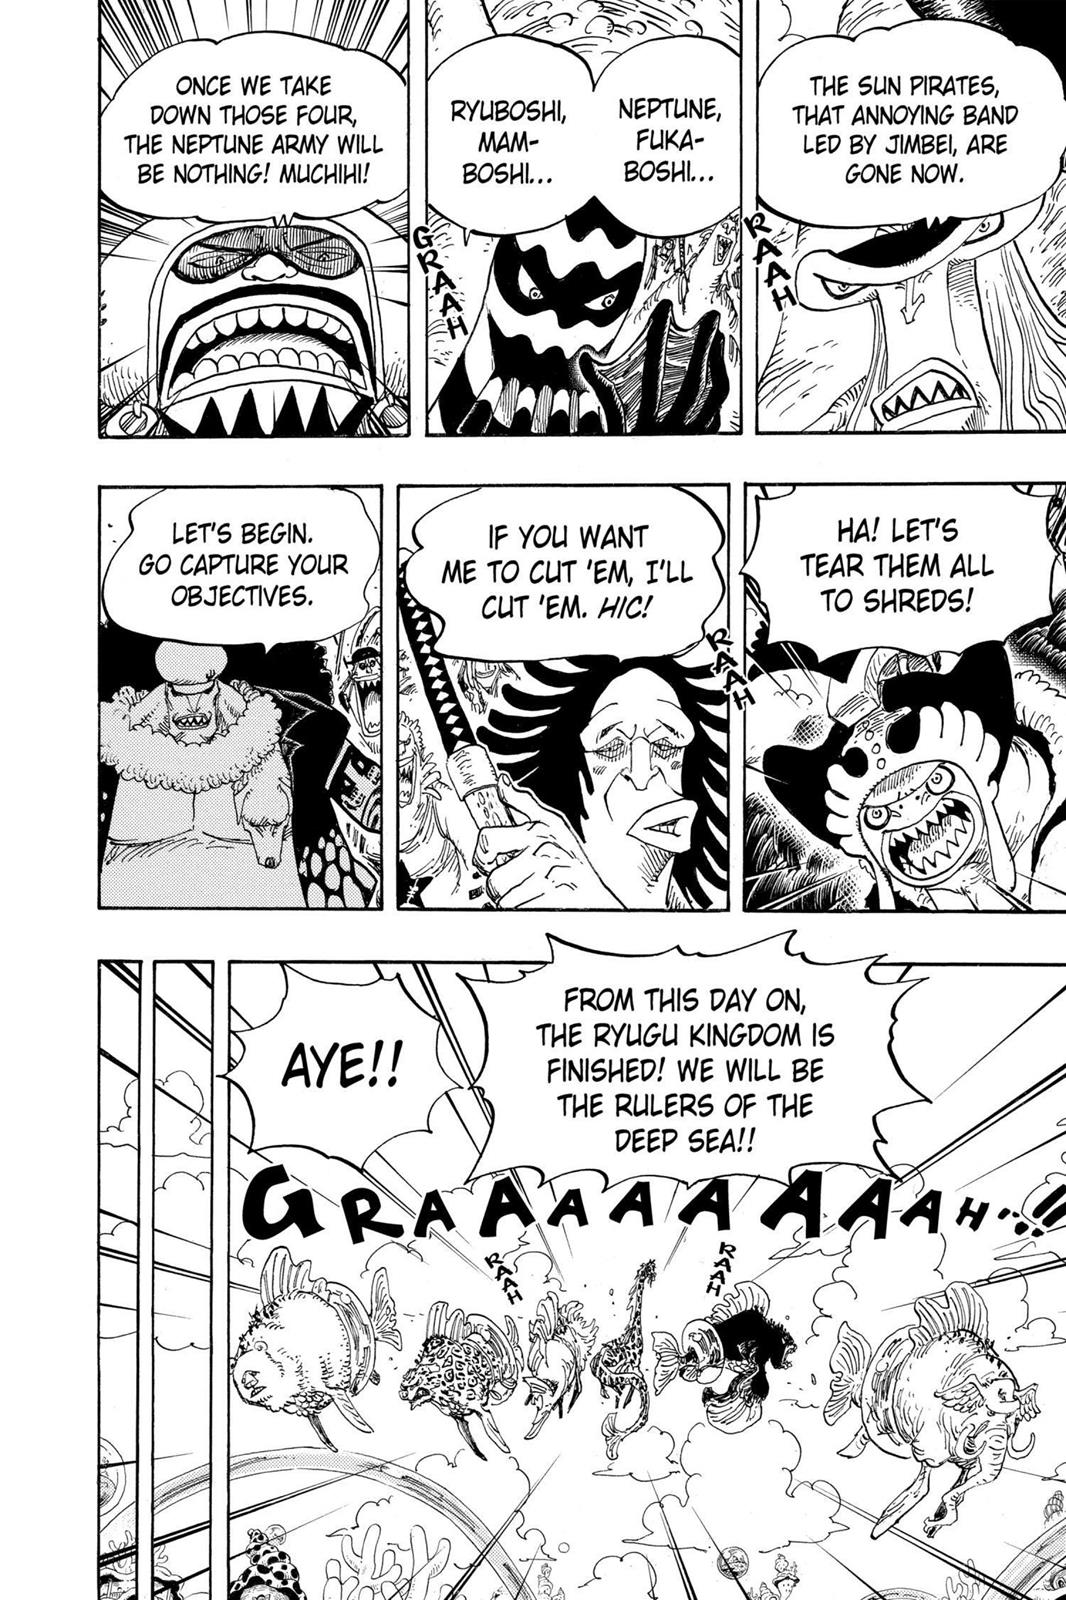 THE SUN PIRATES,
THAT ANNOYING BAND
LED BY JIMBEI, ARE
GONE NOW.
RAAH
NEPTUNE,
FUKA-
BOSHI...
RYUBOSHI,
MAM-
BOSHI...
GRAAH
ONCE WE TAKE
DOWN THOSE FOUR,
THE NEPTUNE ARMY WILL
BE NOTHING! MUCHIHI!
HA! LET'S
TEAR THEM ALL
TO SHREDS!
RAAH
IF YOU WANT
ME TO CUT 'EM, I'LL
CUT 'EM. HIC!
LET'S BEGIN.
GO CAPTURE YOUR
OBJECTIVES.
FROM THIS DAY ON,
THE RYUGU KINGDOM IS
FINISHED! WE WILL BE
THE RULERS OF THE
DEEP SEA!!
AYE!!
GRAAAAAAAAAH...!!
RAAH
RAAH